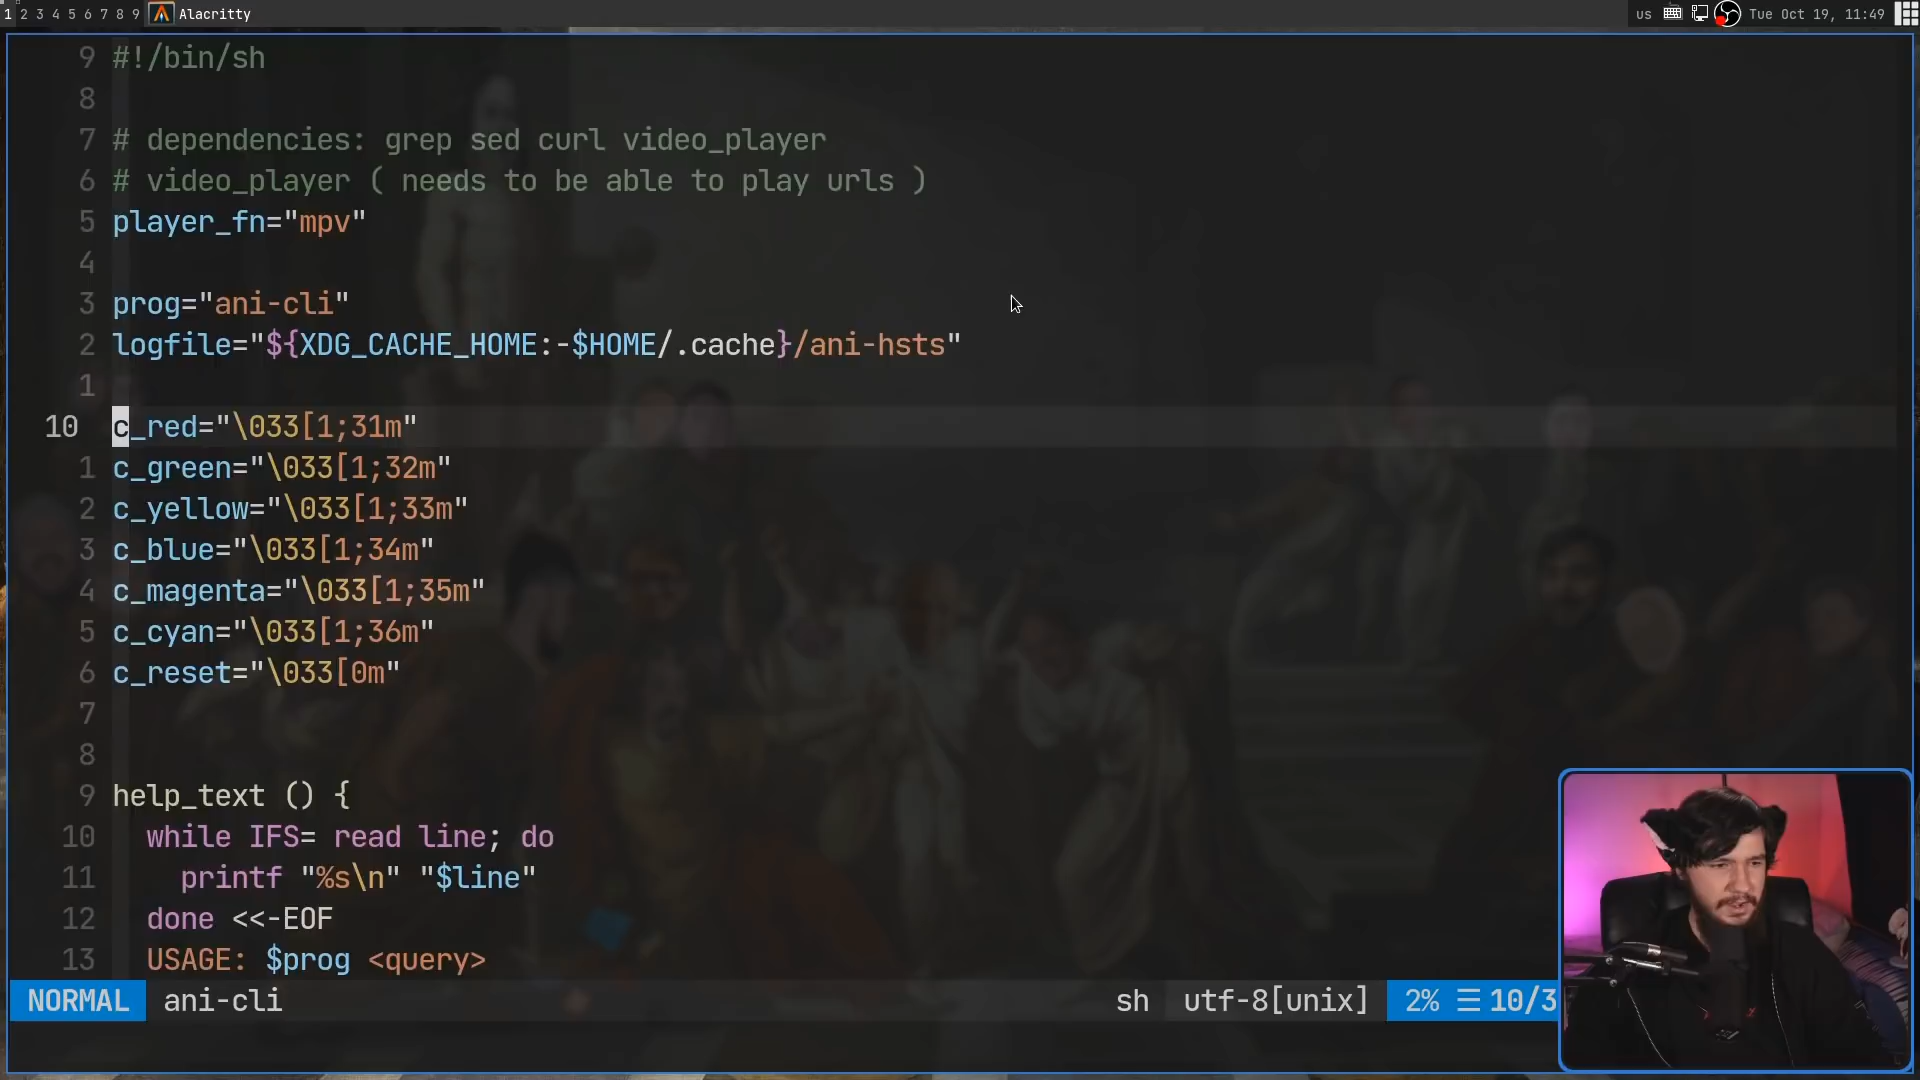 1 2 3 4 5 6 7 8 9 Alacritty us Tue Oct 19, 11:49
9 #!/bin/sh
8
7 # dependencies: grep sed curl video_player
6 # video_player ( needs to be able to play urls )
5 player_fn="mpv"
4
3 prog="ani-cli"
2 logfile="${XDG_CACHE_HOME:-$HOME/.cache}/ani-hsts"
1
10 c_red="\033[1;31m"
1 c_green="\033[1;32m"
2 c_yellow="\033[1;33m"
3 c_blue="\033[1;34m"
4 c_magenta="\033[1;35m"
5 c_cyan="\033[1;36m"
6 c_reset="\033[0m"
7
8
9 help_text () {
10 while IFS= read line; do
11 printf "%s\n" "$line"
12 done <<-EOF
13 USAGE: $prog <query>
NORMAL ani-cli sh utf-8[unix] 2% ☰ 10/3